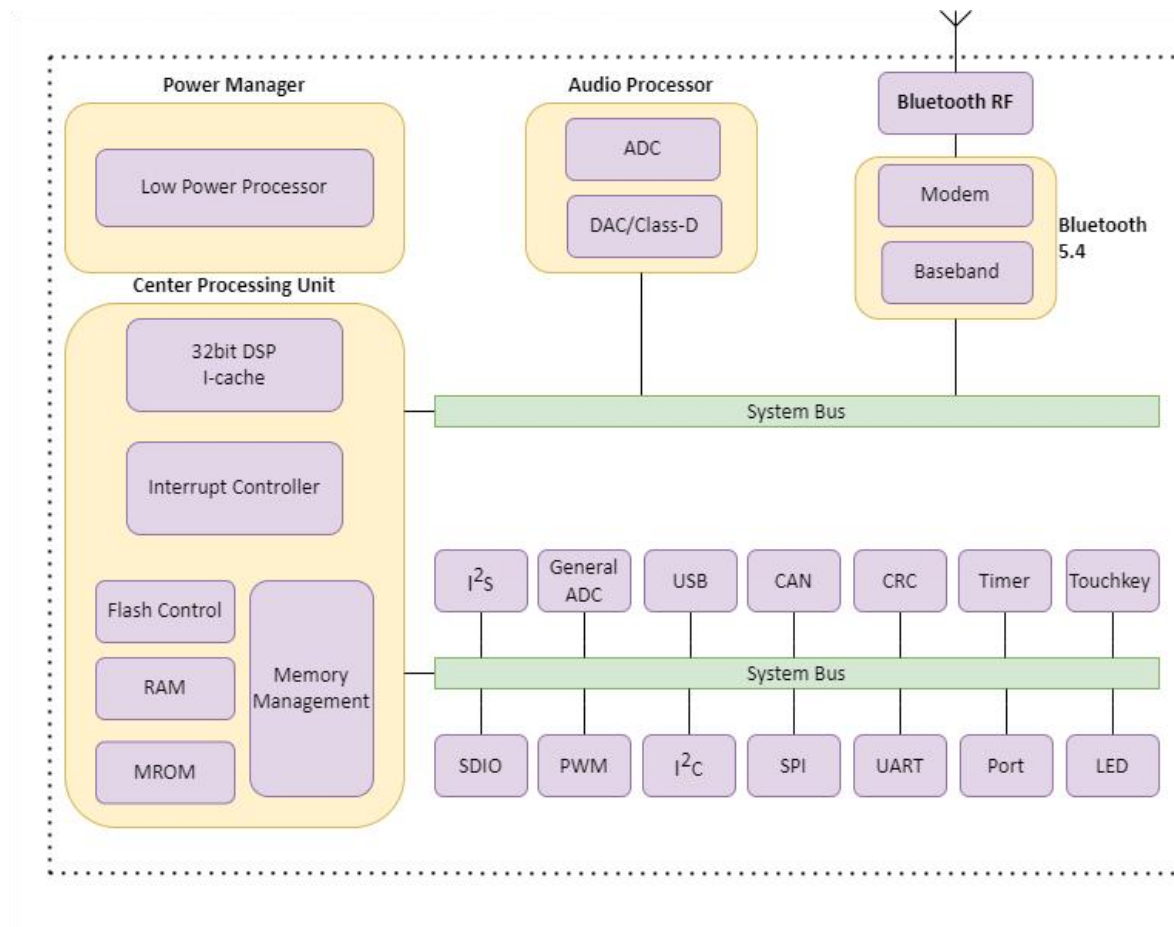 Power Manager
Low Power Processor
Audio Processor
ADC
DAC/Class-D
Bluetooth RF
Modem
Baseband
Bluetooth
5.4
Center Processing Unit
32bit DSP
I-cache
Interrupt Controller
Flash Control
RAM
MROM
Memory
Management
System Bus
I²S
General
ADC
USB
CAN
CRC
Timer
Touchkey
System Bus
SDIO
PWM
I²C
SPI
UART
Port
LED